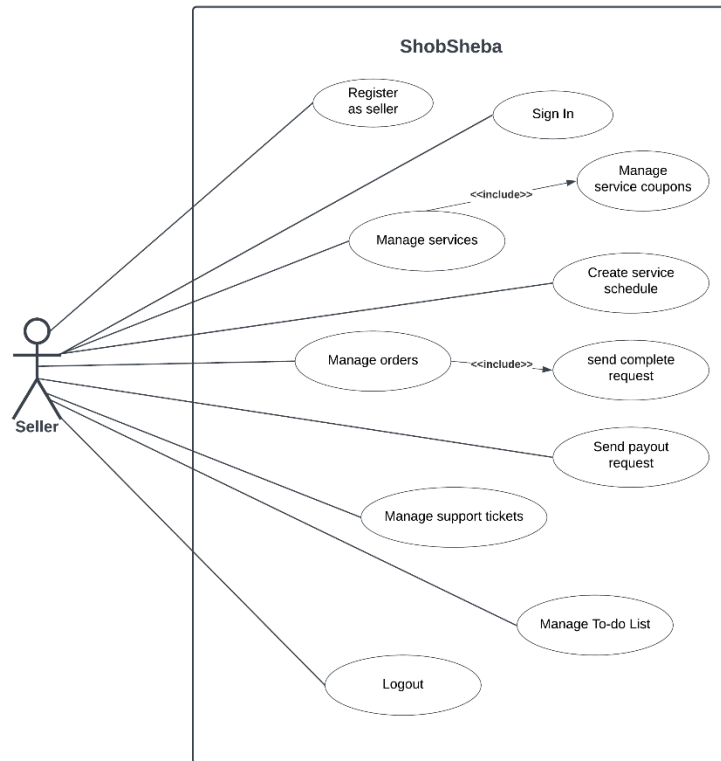 ShobSheba
Register
as seller
Sign In
Manage
service coupons
<<include>>
Manage services
Create service
schedule
Manage orders
<<include>>
send complete
request
Seller
Send payout
request
Manage support tickets
Manage To-do List
Logout